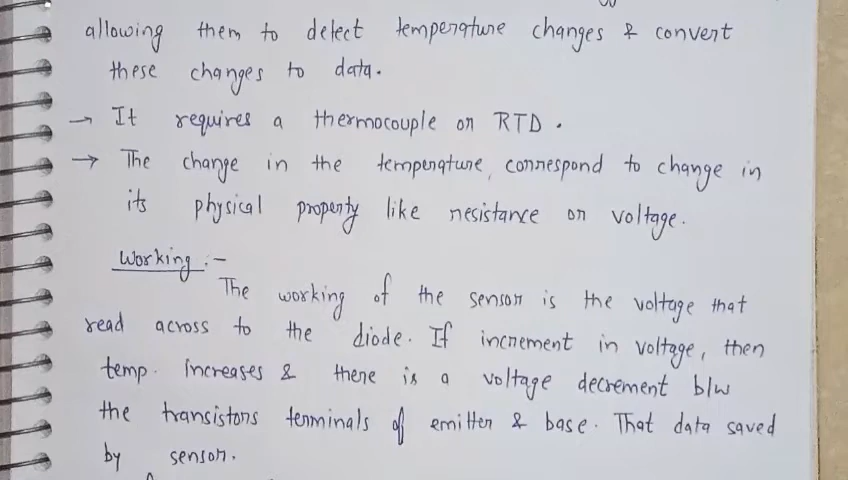 allowing them to detect temperature changes & convert
these changes to data.
→ It requires a thermocouple or RTD.
→ The change in the temperature, correspond to change in
its physical property like resistance or voltage.
Working :-
The working of the sensor is the voltage that
read across to the diode. If increment in voltage, then
temp. increases & there is a voltage decrement b/w
the transistors terminals of emitter & base. That data saved
by sensor.